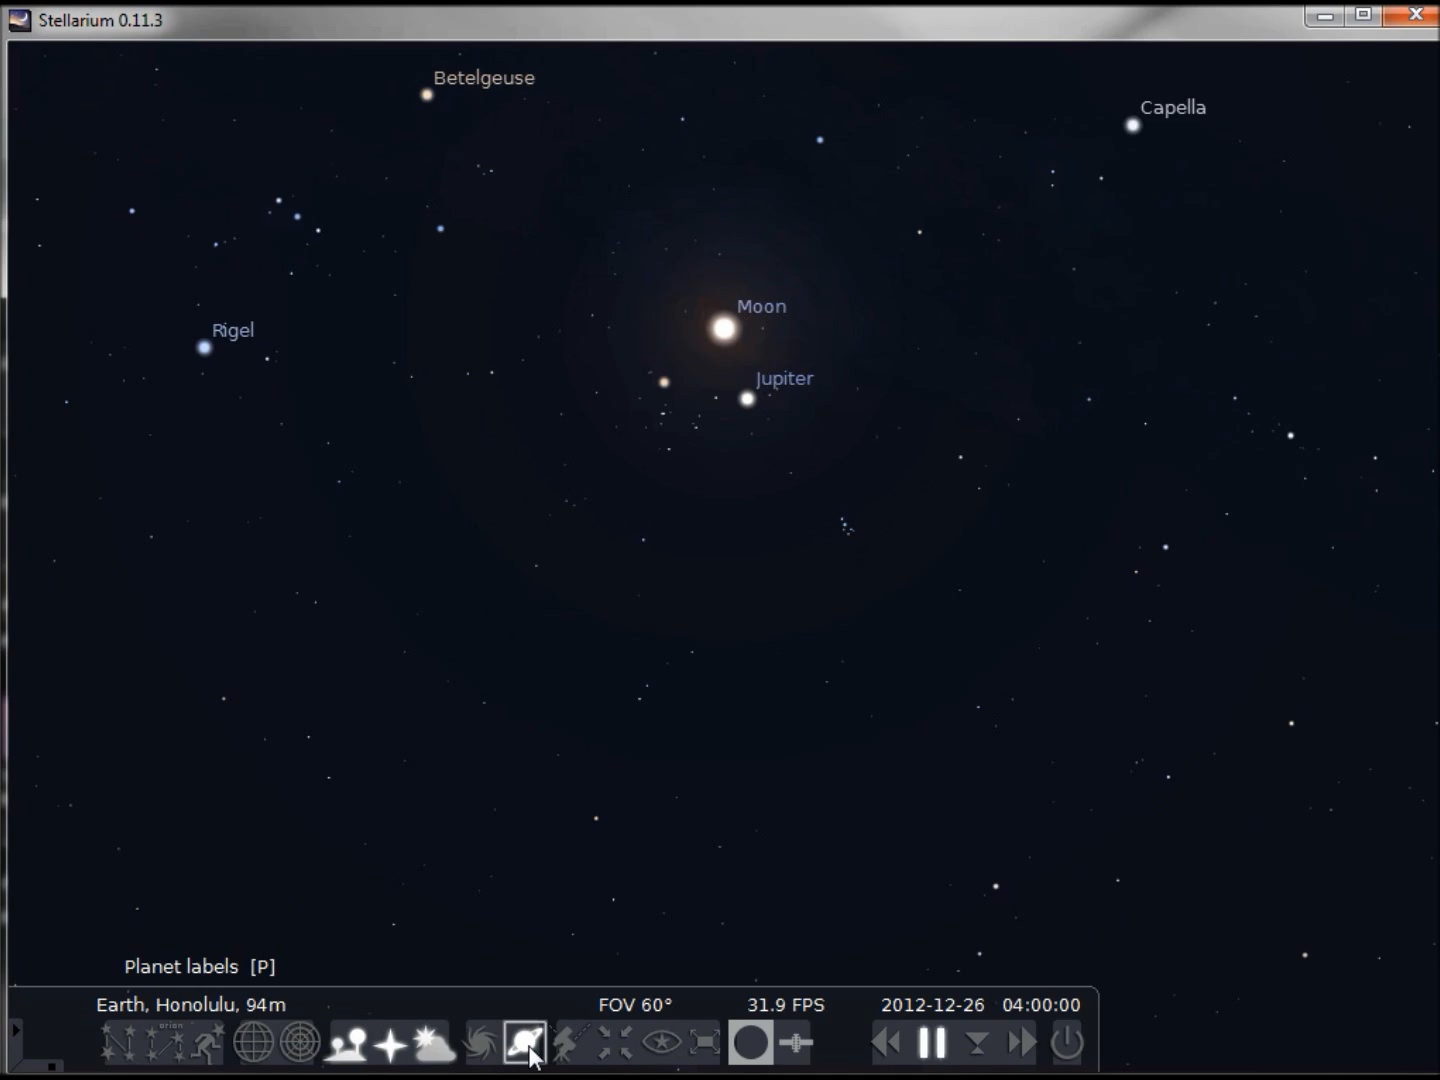 Stellarium 0.11.3
Betelgeuse
Capella
Moon
Rigel
Jupiter
Planet labels [P]
Earth, Honolulu, 94m FOV 60° 31.9 FPS 2012-12-26 04:00:00
orion